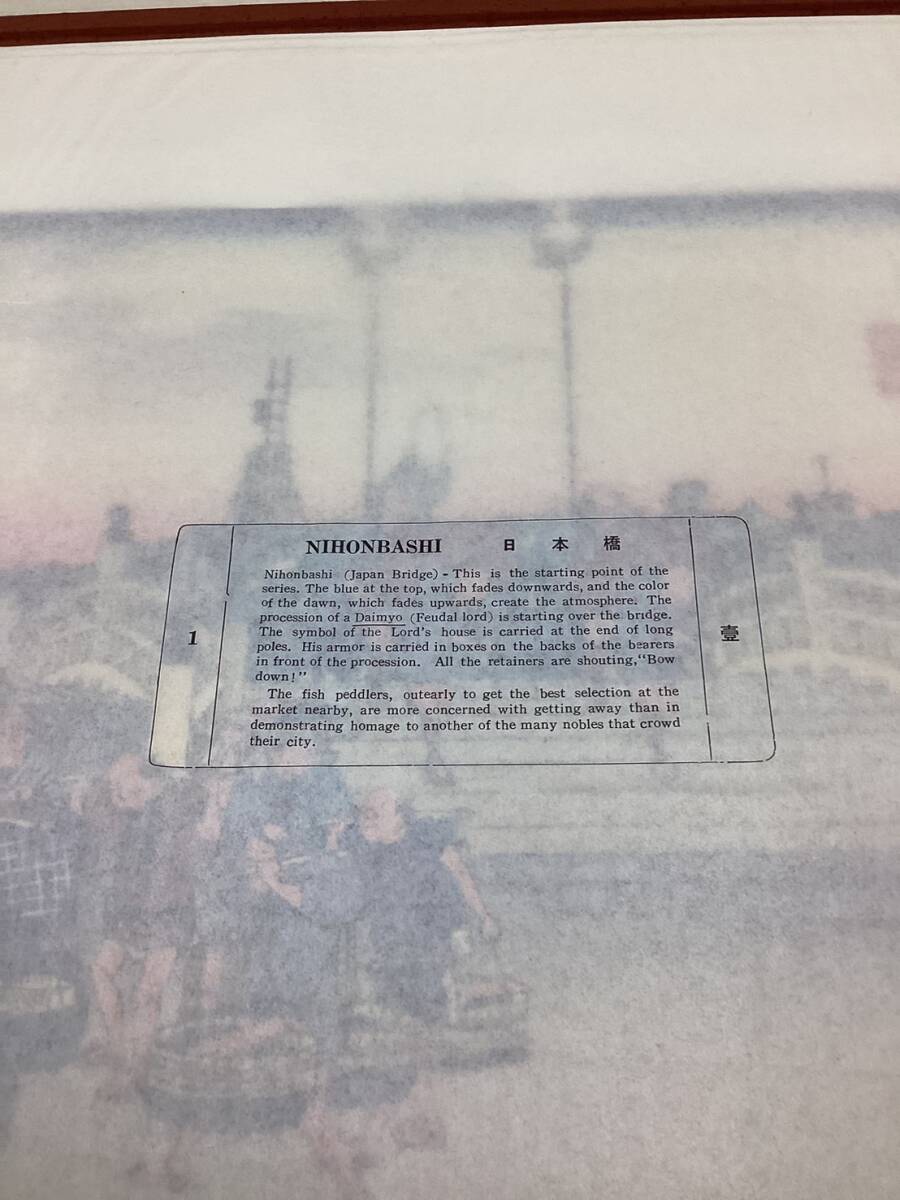 NIHONBASHI 日本橋
Nihonbashi (Japan Bridge) - This is the starting point of the
series. The blue at the top, which fades downwards, and the color
of the dawn, which fades upwards, create the atmosphere. The
procession of a Daimyo (Feudal lord) is starting over the bridge.
The symbol of the Lord's house is carried at the end of long
poles. His armor is carried in boxes on the backs of the bearers
in front of the procession. All the retainers are shouting,"Bow
down!"
The fish peddlers, outearly to get the best selection at the
market nearby, are more concerned with getting away than in
demonstrating homage to another of the many nobles that crowd
their city.
1
壹